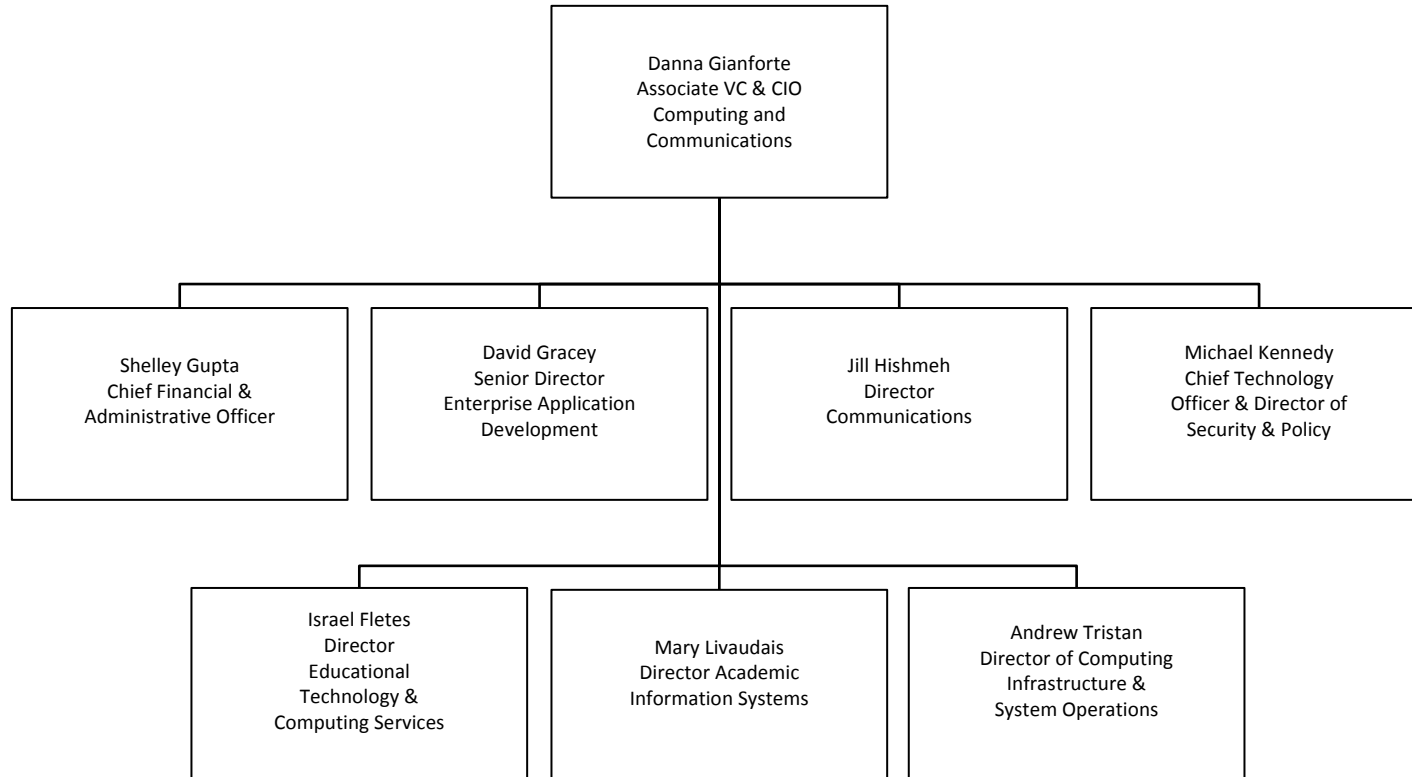 Danna Gianforte
Associate VC & CIO
Computing and
Communications
Shelley Gupta
Chief Financial &
Administrative Officer
David Gracey
Senior Director
Enterprise Application
Development
Jill Hishmeh
Director
Communications
Michael Kennedy
Chief Technology
Officer & Director of
Security & Policy
Israel Fletes
Director
Educational
Technology &
Computing Services
Mary Livaudais
Director Academic
Information Systems
Andrew Tristan
Director of Computing
Infrastructure &
System Operations